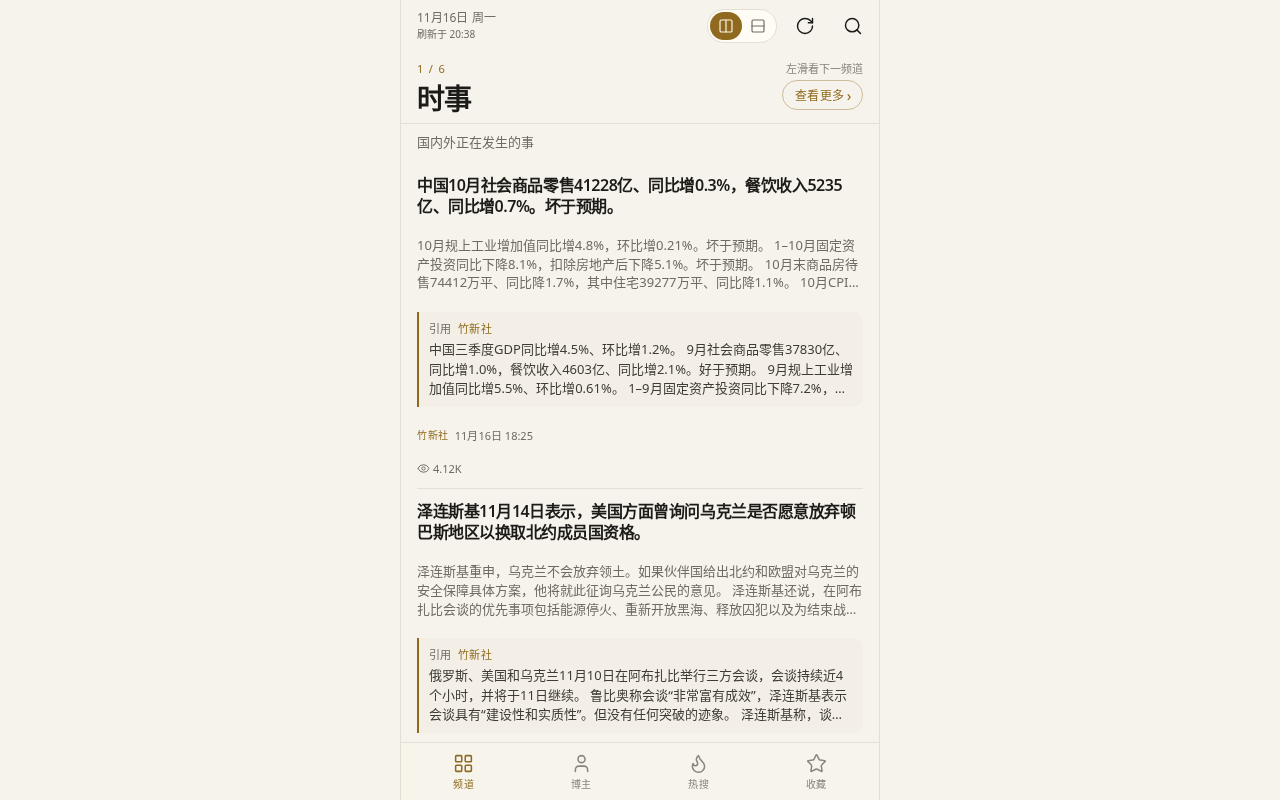 11月16日 周一
刷新于 20:38
1 / 6
左滑看下一频道
时事
查看更多 ›
国内外正在发生的事
中国10月社会商品零售41228亿、同比增0.3%，餐饮收入5235
亿、同比增0.7%。坏于预期。
10月规上工业增加值同比增4.8%，环比增0.21%。坏于预期。 1–10月固定资
产投资同比下降8.1%，扣除房地产后下降5.1%。坏于预期。 10月末商品房待
售74412万平、同比降1.7%，其中住宅39277万平、同比降1.1%。 10月CPI…
引用 竹新社
中国三季度GDP同比增4.5%、环比增1.2%。 9月社会商品零售37830亿、
同比增1.0%，餐饮收入4603亿、同比增2.1%。好于预期。 9月规上工业增
加值同比增5.5%、环比增0.61%。 1–9月固定资产投资同比下降7.2%，…
竹新社 11月16日 18:25
4.12K
泽连斯基11月14日表示，美国方面曾询问乌克兰是否愿意放弃顿
巴斯地区以换取北约成员国资格。
泽连斯基重申，乌克兰不会放弃领土。如果伙伴国给出北约和欧盟对乌克兰的
安全保障具体方案，他将就此征询乌克兰公民的意见。 泽连斯基还说，在阿布
扎比会谈的优先事项包括能源停火、重新开放黑海、释放囚犯以及为结束战…
引用 竹新社
俄罗斯、美国和乌克兰11月10日在阿布扎比举行三方会谈，会谈持续近4
个小时，并将于11日继续。 鲁比奥称会谈“非常富有成效”，泽连斯基表示
会谈具有“建设性和实质性”。但没有任何突破的迹象。 泽连斯基称，谈…
频道
博主
热搜
收藏